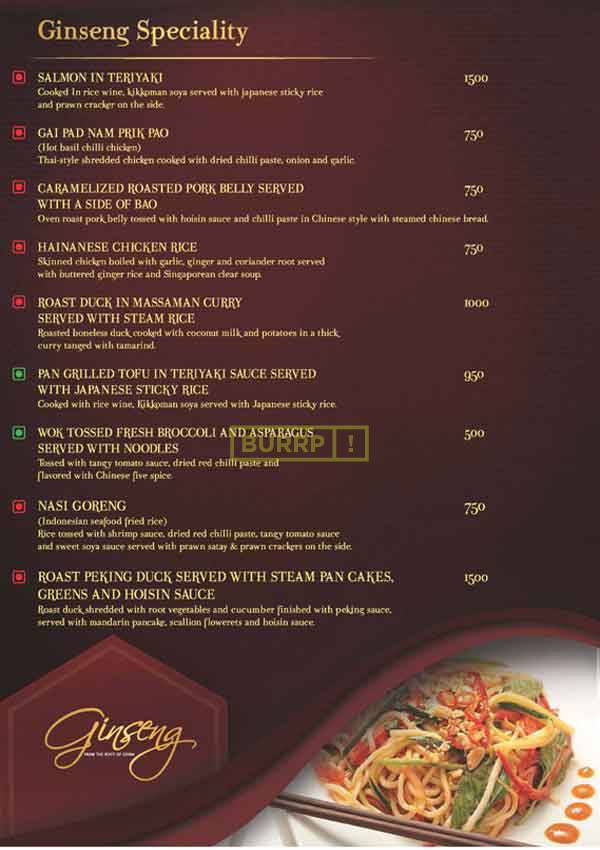 Ginseng Speciality
SALMON IN TERIYAKI 1500
Cooked In rice wine, kikkoman soya served with japanese sticky rice
and prawn cracker on the side.
GAI PAD NAM PRIK PAO 750
(Hot basil chilli chicken)
Thai-style shredded chicken cooked with dried chilli paste, onion and garlic.
CARAMELIZED ROASTED PORK BELLY SERVED 750
WITH A SIDE OF BAO
Oven roast pork belly tossed with hoisin sauce and chilli paste in Chinese style with steamed chinese bread.
HAINANESE CHICKEN RICE 750
Skinned chicken boiled with garlic, ginger and coriander root served
with buttered ginger rice and Singaporean clear soup.
ROAST DUCK IN MASSAMAN CURRY 1000
SERVED WITH STEAM RICE
Roasted boneless duck cooked with coconut milk and potatoes in a thick
curry tanged with tamarind.
PAN GRILLED TOFU IN TERIYAKI SAUCE SERVED 950
WITH JAPANESE STICKY RICE
Cooked with rice wine, Kikkoman soya served with Japanese sticky rice.
WOK TOSSED FRESH BROCCOLI AND ASPARAGUS 500
SERVED WITH NOODLES
BURRP!
Tossed with tangy tomato sauce, dried red chilli paste and
flavored with Chinese five spice.
NASI GORENG 750
(Indonesian seafood fried rice)
Rice tossed with shrimp sauce, dried red chilli paste, tangy tomato sauce
and sweet soya sauce served with prawn satay & prawn crackers on the side.
ROAST PEKING DUCK SERVED WITH STEAM PAN CAKES, 1500
GREENS AND HOISIN SAUCE
Roast duck shredded with root vegetables and cucumber finished with peking sauce,
served with mandarin pancake, scallion flowerets and hoisin sauce.
Ginseng
FROM THE ROOT OF CHINA